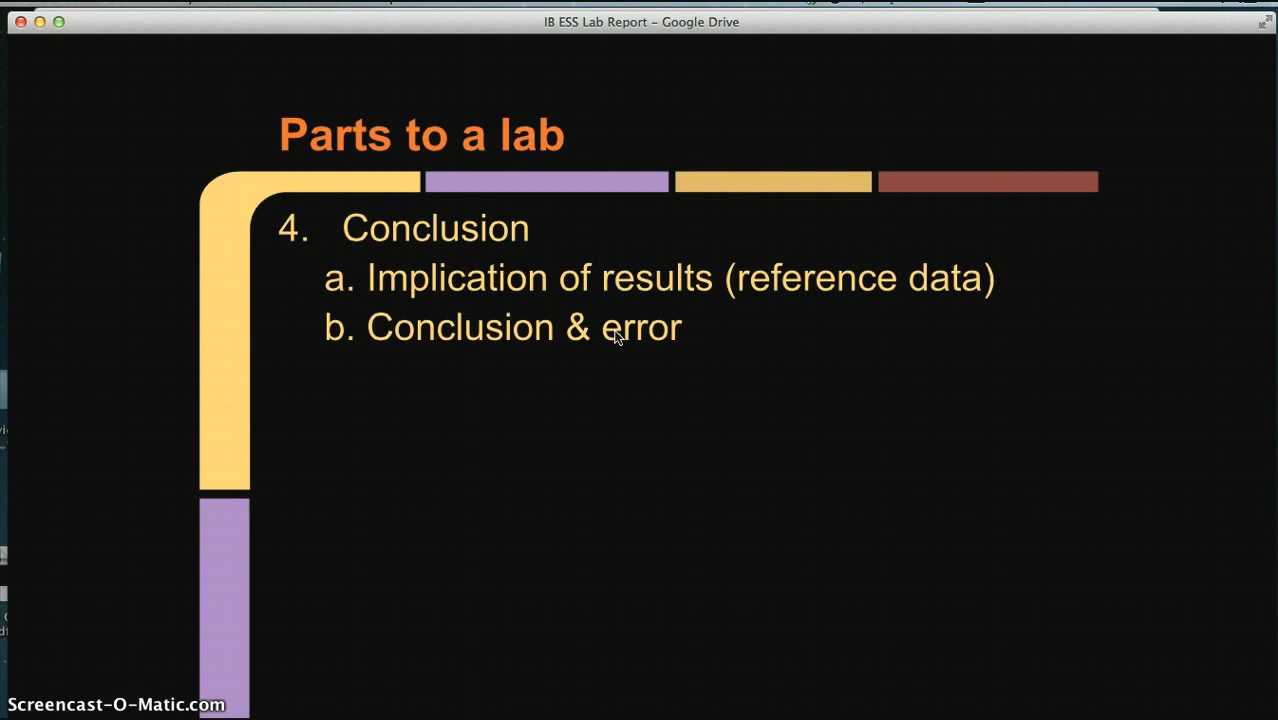 IB ESS Lab Report – Google Drive
Parts to a lab
4. Conclusion
a. Implication of results (reference data)
b. Conclusion & error
Screencast-O-Matic.com